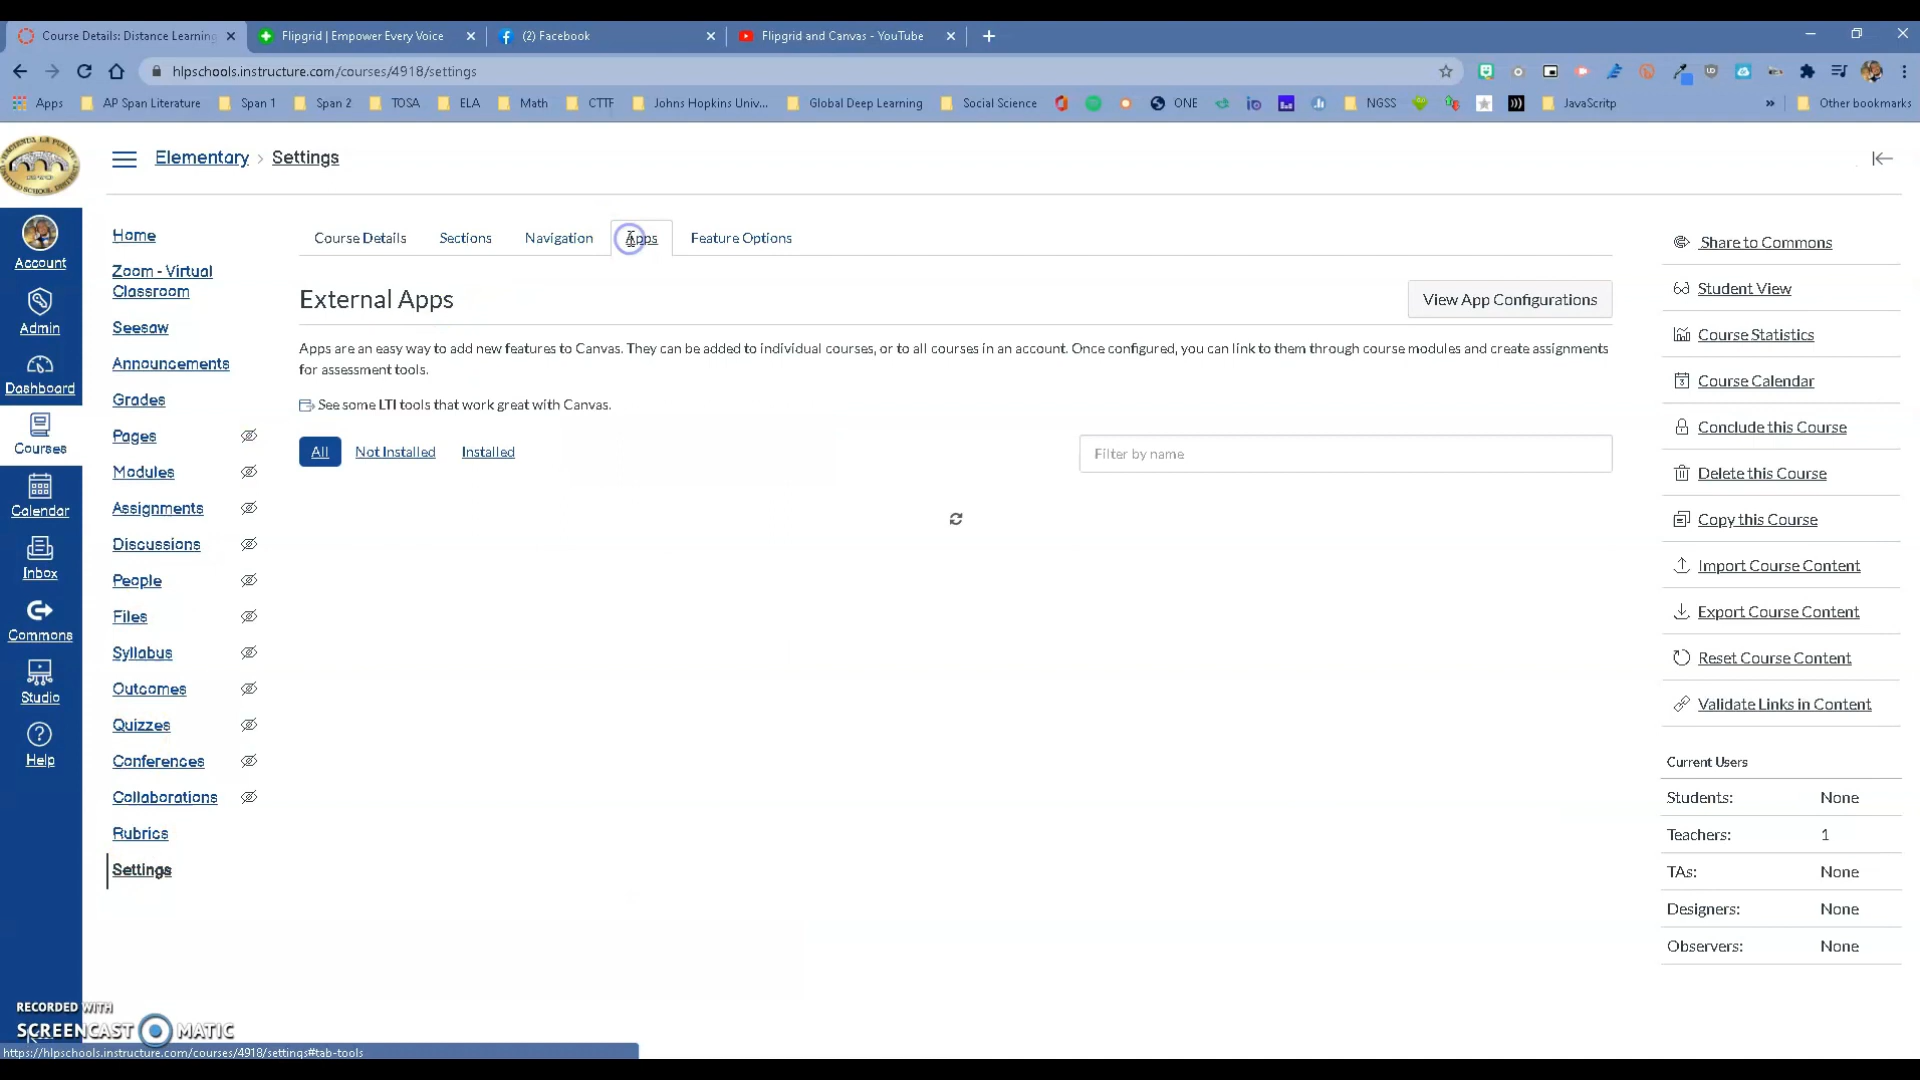 Course Details: Distance Learning
Flipgrid | Empower Every Voice
(2) Facebook
Flipgrid and Canvas - YouTube
hlpschools.instructure.com/courses/4918/settings
Apps
AP Span Literature
Span 1
Span 2
TOSA
ELA
Math
CTTF
Johns Hopkins Univ...
Global Deep Learning
Social Science
ONE
NGSS
JavaScritp
»
Other bookmarks
Elementary › Settings
Account
Admin
Dashboard
Courses
Calendar
Inbox
Commons
Studio
Help
Home
Zoom - Virtual
Classroom
Seesaw
Announcements
Grades
Pages
Modules
Assignments
Discussions
People
Files
Syllabus
Outcomes
Quizzes
Conferences
Collaborations
Rubrics
Settings
Course Details
Sections
Navigation
Apps
Feature Options
External Apps
View App Configurations
Apps are an easy way to add new features to Canvas. They can be added to individual courses, or to all courses in an account. Once configured, you can link to them through course modules and create assignments
for assessment tools.
See some LTI tools that work great with Canvas.
All
Not Installed
Installed
Filter by name
Share to Commons
Student View
Course Statistics
Course Calendar
Conclude this Course
Delete this Course
Copy this Course
Import Course Content
Export Course Content
Reset Course Content
Validate Links in Content
Current Users
Students: None
Teachers: 1
TAs: None
Designers: None
Observers: None
RECORDED WITH
SCREENCAST MATIC
https://hlpschools.instructure.com/courses/4918/settings#tab-tools